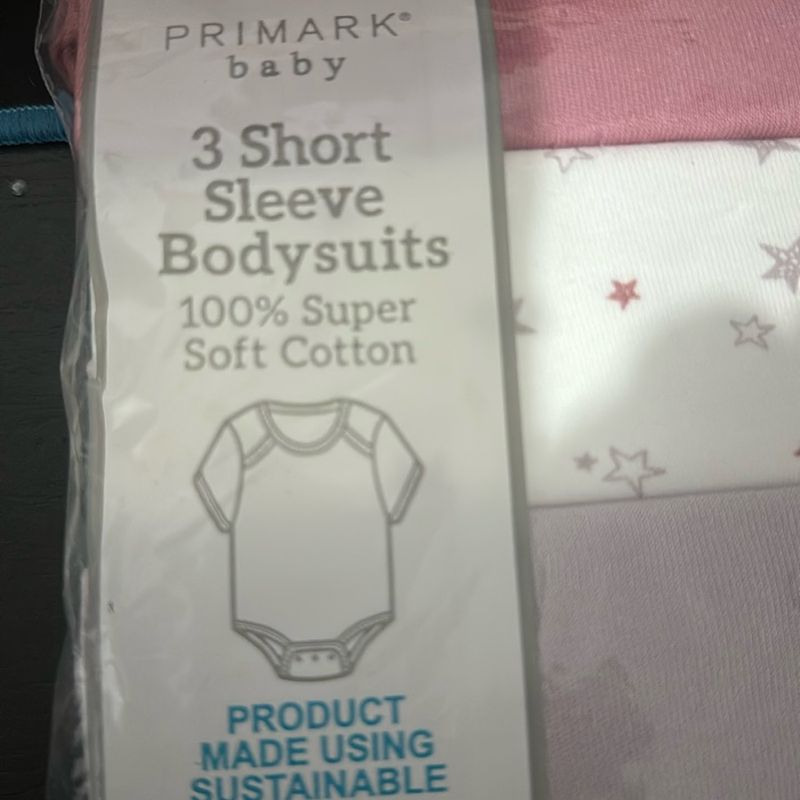 PRIMARK®
baby
3 Short
Sleeve
Bodysuits
100% Super
Soft Cotton
PRODUCT
MADE USING
SUSTAINABLE